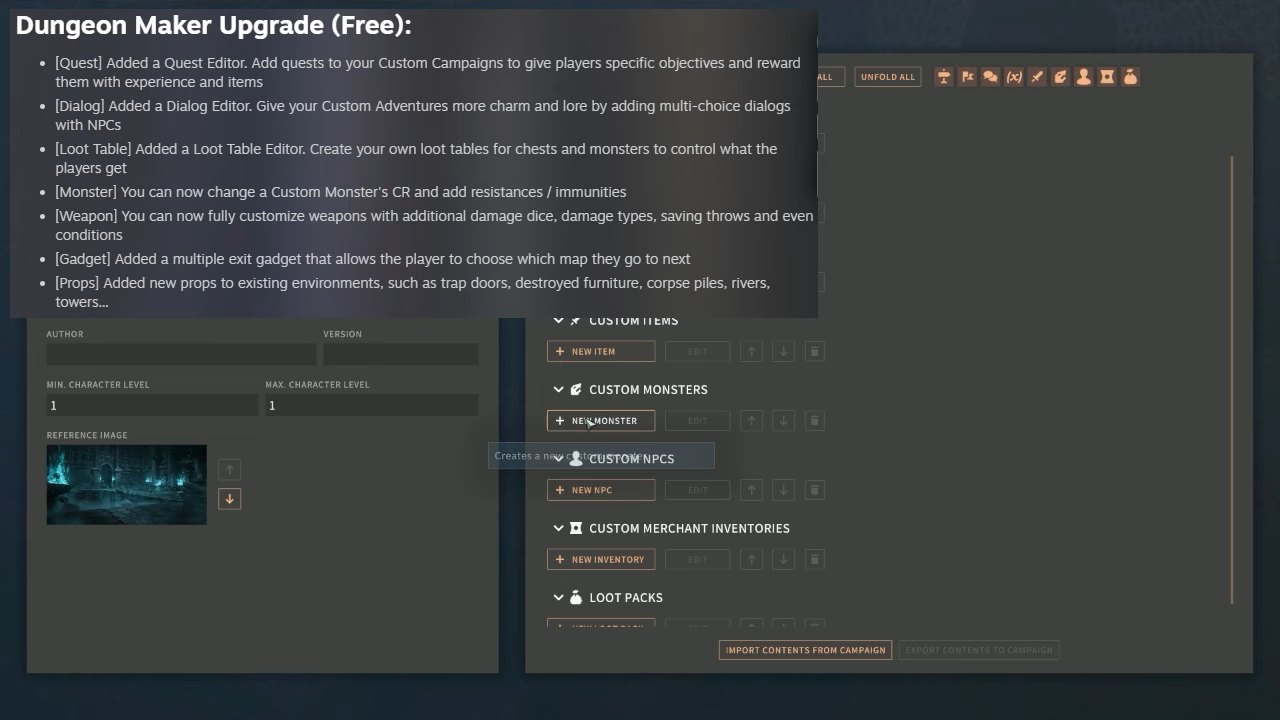 Dungeon Maker Upgrade (Free):
• [Quest] Added a Quest Editor. Add quests to your Custom Campaigns to give players specific objectives and reward
them with experience and items
• [Dialog] Added a Dialog Editor. Give your Custom Adventures more charm and lore by adding multi-choice dialogs
with NPCs
• [Loot Table] Added a Loot Table Editor. Create your own loot tables for chests and monsters to control what the
players get
• [Monster] You can now change a Custom Monster's CR and add resistances / immunities
• [Weapon] You can now fully customize weapons with additional damage dice, damage types, saving throws and even
conditions
• [Gadget] Added a multiple exit gadget that allows the player to choose which map they go to next
• [Props] Added new props to existing environments, such as trap doors, destroyed furniture, corpse piles, rivers,
towers...
ALL
UNFOLD ALL
(x)
AUTHOR
VERSION
MIN. CHARACTER LEVEL
MAX. CHARACTER LEVEL
1
1
REFERENCE IMAGE
CUSTOM ITEMS
+ NEW ITEM
EDIT
CUSTOM MONSTERS
+ NEW MONSTER
EDIT
Creates a new custom
CUSTOM NPCS
+ NEW NPC
EDIT
CUSTOM MERCHANT INVENTORIES
+ NEW INVENTORY
EDIT
LOOT PACKS
IMPORT CONTENTS FROM CAMPAIGN
EXPORT CONTENTS TO CAMPAIGN